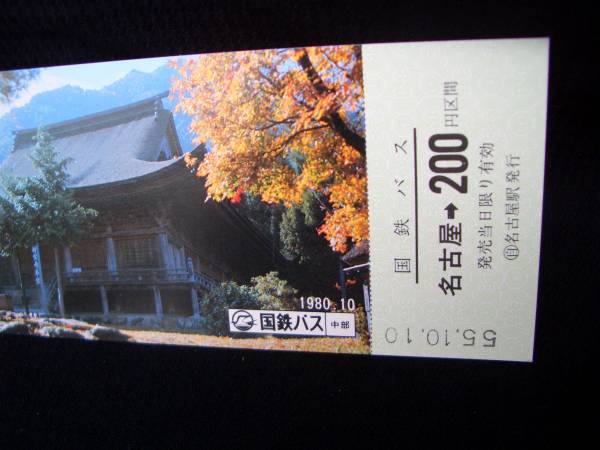 1980.10
国鉄バス 中部
国鉄バス
名古屋➡200円区間
発売当日限り有効
㊀名古屋駅発行
55.10.10